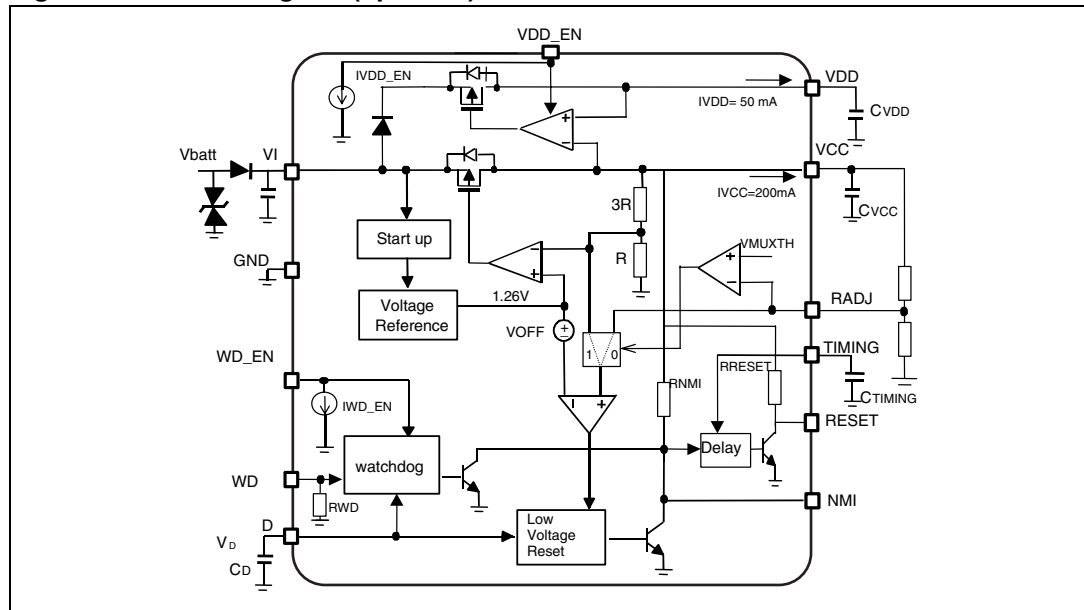 VDD_EN
IVDD_EN
VDD
IVDD= 50 mA
CVDD
Vbatt
VI
VCC
IVCC=200mA
CVCC
3R
Start up
VMUXTH
R
GND
1.26V
RADJ
Voltage
Reference
VOFF
TIMING
WD_EN
1
0
RRESET
RNMI
CTIMING
IWD_EN
RESET
Delay
watchdog
WD
RWD
NMI
D
Low
Voltage
Reset
VD
CD